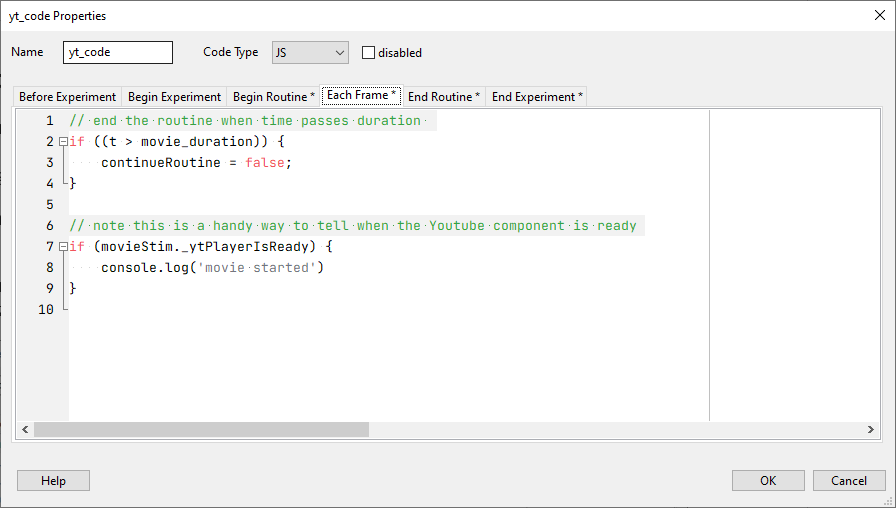 yt_code Properties
Name yt_code Code Type JS disabled
Before Experiment Begin Experiment Begin Routine * Each Frame * End Routine * End Experiment *
1 // end the routine when time passes duration
2 if ((t > movie_duration)) {
3 continueRoutine = false;
4 }
5
6 // note this is a handy way to tell when the Youtube component is ready
7 if (movieStim._ytPlayerIsReady) {
8 console.log('movie started')
9 }
10
Help OK Cancel